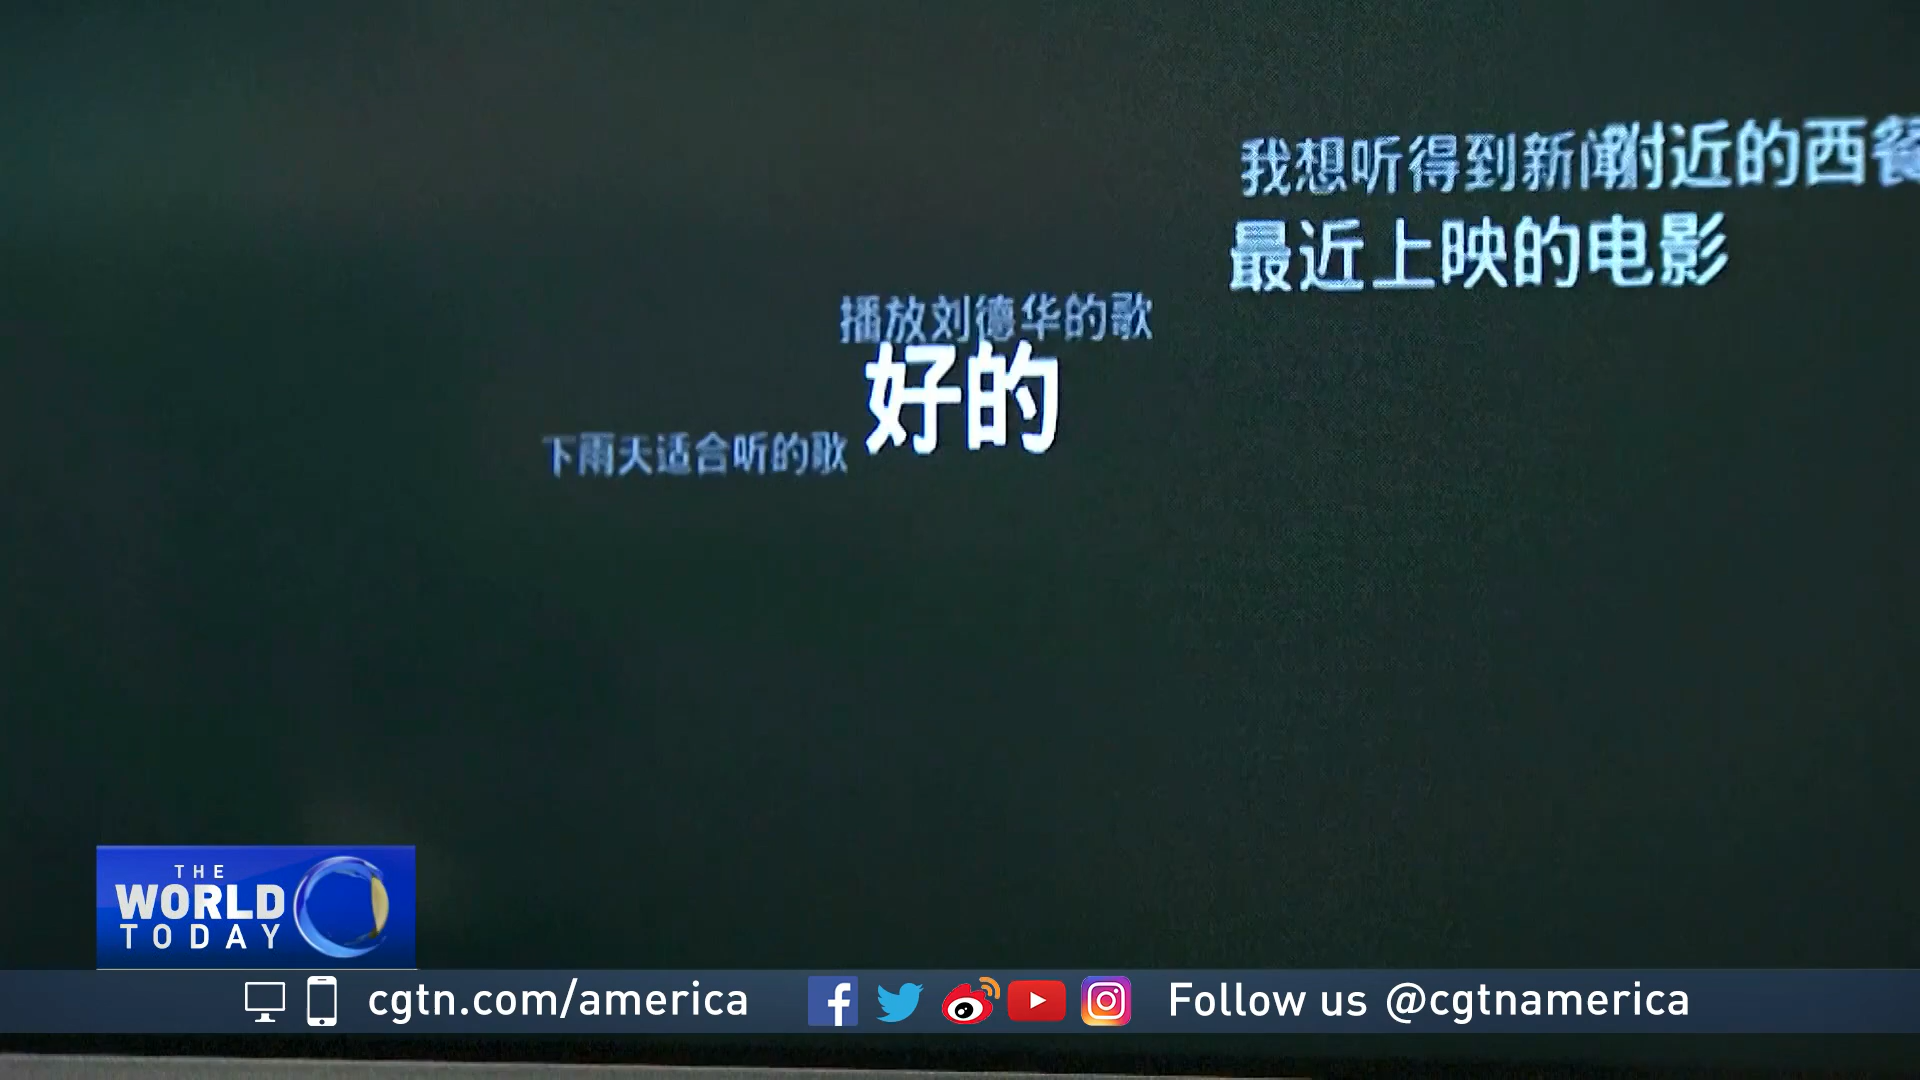 我想听得到新闻
附近的西餐
最近上映的电影
播放刘德华的歌
好的
下雨天适合听的歌
THE
WORLD
TODAY
cgtn.com/america
Follow us @cgtnamerica